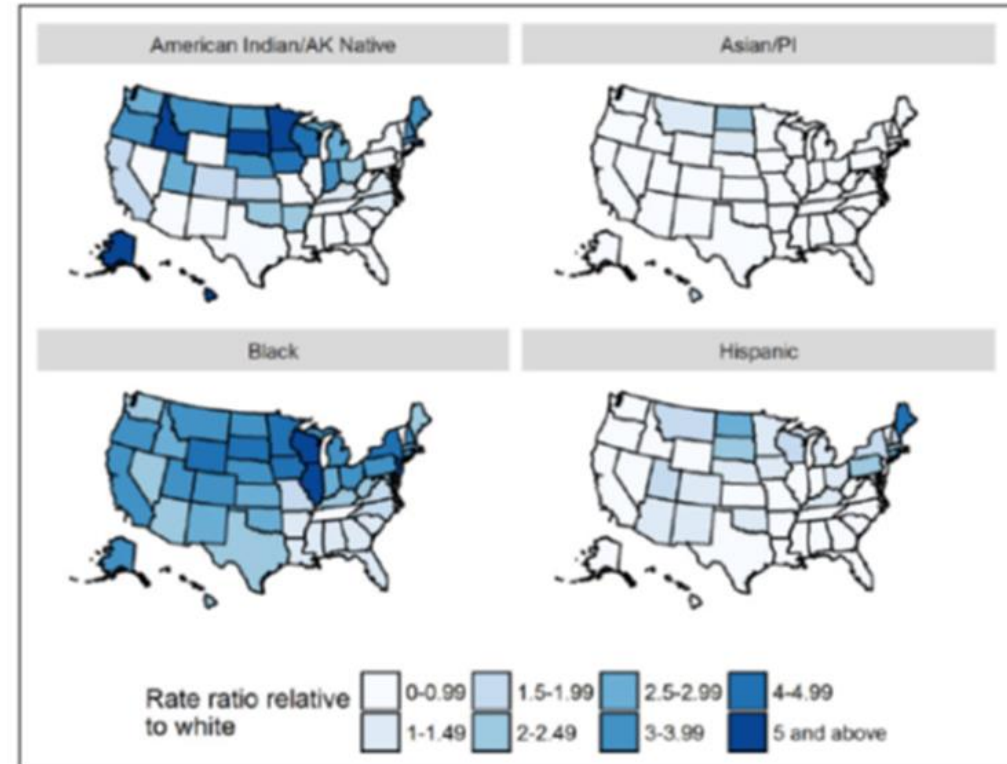 American Indian/AK Native
Asian/PI
Black
Hispanic
Rate ratio relative
to white
0-0.99
1.5-1.99
2.5-2.99
4-4.99
1-1.49
2-2.49
3-3.99
5 and above